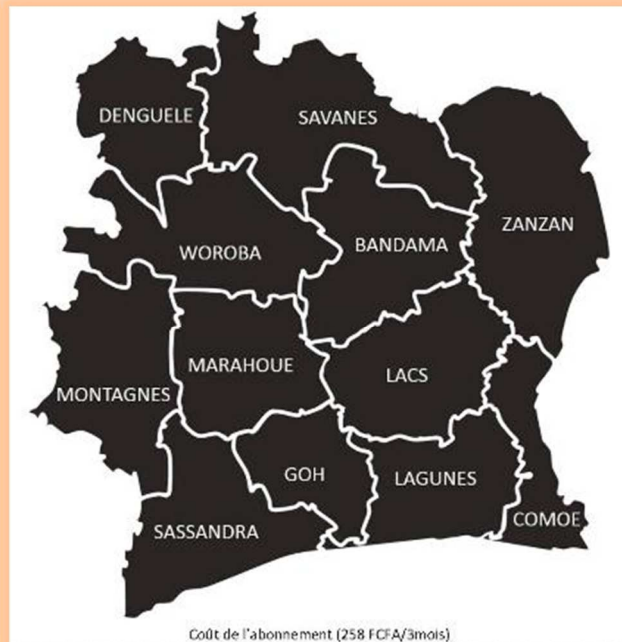 DENGUELE
SAVANES
ZANZAN
WOROBA
BANDAMA
MARAHOUE
LACS
MONTAGNES
GOH
LAGUNES
COMOE
SASSANDRA
Coût de l'abonnement (258 FCFA/3mois)